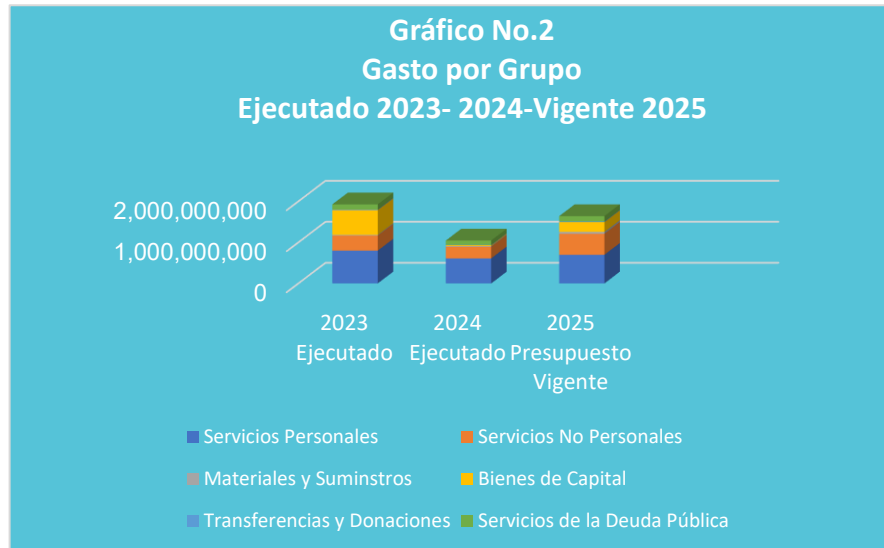 Gráfico No.2
Gasto por Grupo
Ejecutado 2023- 2024-Vigente 2025
2,000,000,000
1,000,000,000
0
2023 Ejecutado
2024 Ejecutado
2025 Presupuesto Vigente
Servicios Personales
Servicios No Personales
Materiales y Suminstros
Bienes de Capital
Transferencias y Donaciones
Servicios de la Deuda Pública